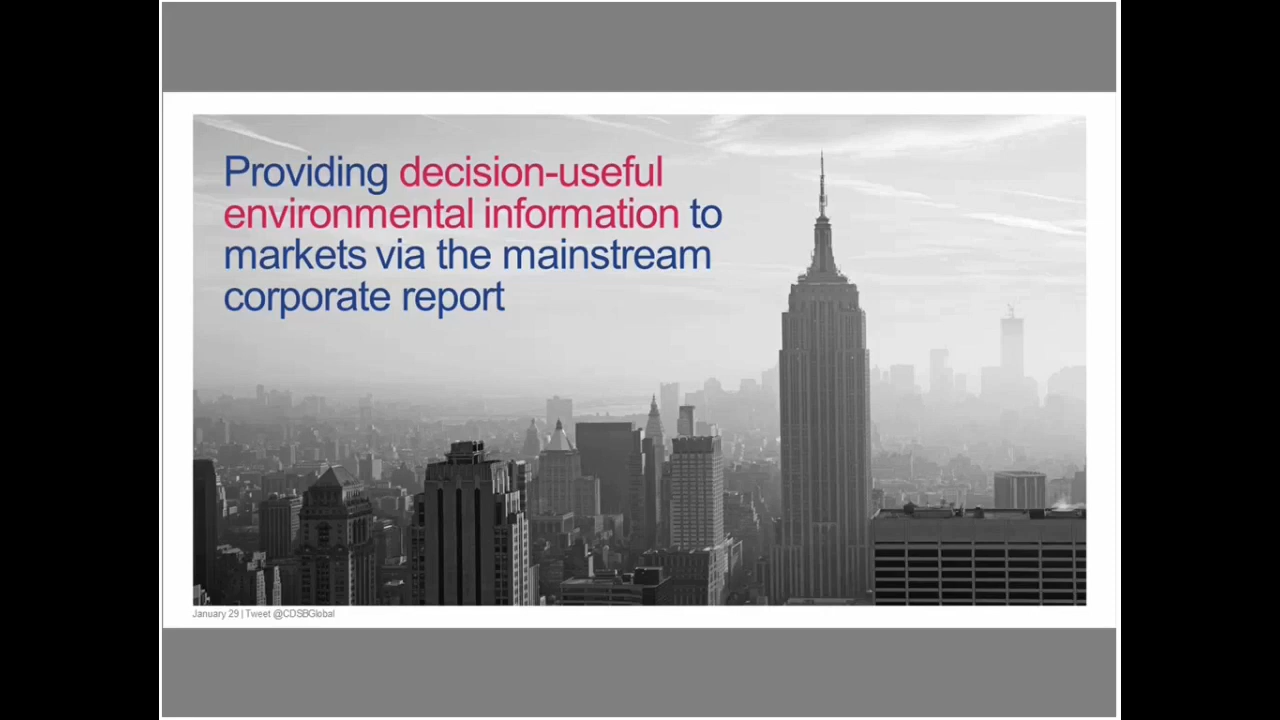 Providing decision-useful
environmental information to
markets via the mainstream
corporate report
January 29 | Tweet @CDSBGlobal